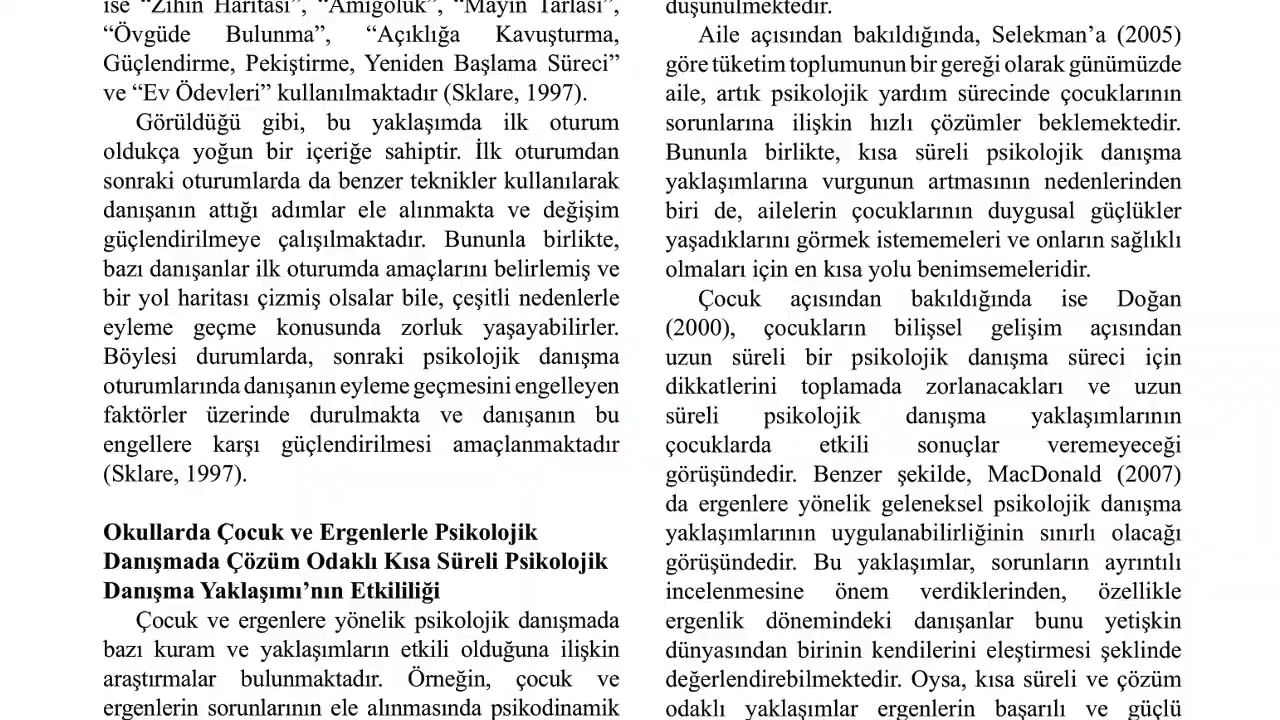 ise “Zihin Haritası”, “Amigoluk”, “Mayın Tarlası”,
“Övgüde Bulunma”, “Açıklığa Kavuşturma,
Güçlendirme, Pekiştirme, Yeniden Başlama Süreci”
ve “Ev Ödevleri” kullanılmaktadır (Sklare, 1997).
Görüldüğü gibi, bu yaklaşımda ilk oturum
oldukça yoğun bir içeriğe sahiptir. İlk oturumdan
sonraki oturumlarda da benzer teknikler kullanılarak
danışanın attığı adımlar ele alınmakta ve değişim
güçlendirilmeye çalışılmaktadır. Bununla birlikte,
bazı danışanlar ilk oturumda amaçlarını belirlemiş ve
bir yol haritası çizmiş olsalar bile, çeşitli nedenlerle
eyleme geçme konusunda zorluk yaşayabilirler.
Böylesi durumlarda, sonraki psikolojik danışma
oturumlarında danışanın eyleme geçmesini engelleyen
faktörler üzerinde durulmakta ve danışanın bu
engellere karşı güçlendirilmesi amaçlanmaktadır
(Sklare, 1997).
Okullarda Çocuk ve Ergenlerle Psikolojik
Danışmada Çözüm Odaklı Kısa Süreli Psikolojik
Danışma Yaklaşımı’nın Etkililiği
Çocuk ve ergenlere yönelik psikolojik danışmada
bazı kuram ve yaklaşımların etkili olduğuna ilişkin
araştırmalar bulunmaktadır. Örneğin, çocuk ve
ergenlerin sorunlarının ele alınmasında psikodinamik
düşünülmektedir.
Aile açısından bakıldığında, Selekman’a (2005)
göre tüketim toplumunun bir gereği olarak günümüzde
aile, artık psikolojik yardım sürecinde çocuklarının
sorunlarına ilişkin hızlı çözümler beklemektedir.
Bununla birlikte, kısa süreli psikolojik danışma
yaklaşımlarına vurgunun artmasının nedenlerinden
biri de, ailelerin çocuklarının duygusal güçlükler
yaşadıklarını görmek istememeleri ve onların sağlıklı
olmaları için en kısa yolu benimsemeleridir.
Çocuk açısından bakıldığında ise Doğan
(2000), çocukların bilişsel gelişim açısından
uzun süreli bir psikolojik danışma süreci için
dikkatlerini toplamada zorlanacakları ve uzun
süreli psikolojik danışma yaklaşımlarının
çocuklarda etkili sonuçlar veremeyeceği
görüşündedir. Benzer şekilde, MacDonald (2007)
da ergenlere yönelik geleneksel psikolojik danışma
yaklaşımlarının uygulanabilirliğinin sınırlı olacağı
görüşündedir. Bu yaklaşımlar, sorunların ayrıntılı
incelenmesine önem verdiklerinden, özellikle
ergenlik dönemindeki danışanlar bunu yetişkin
dünyasından birinin kendilerini eleştirmesi şeklinde
değerlendirebilmektedir. Oysa, kısa süreli ve çözüm
odaklı yaklaşımlar ergenlerin başarılı ve güçlü